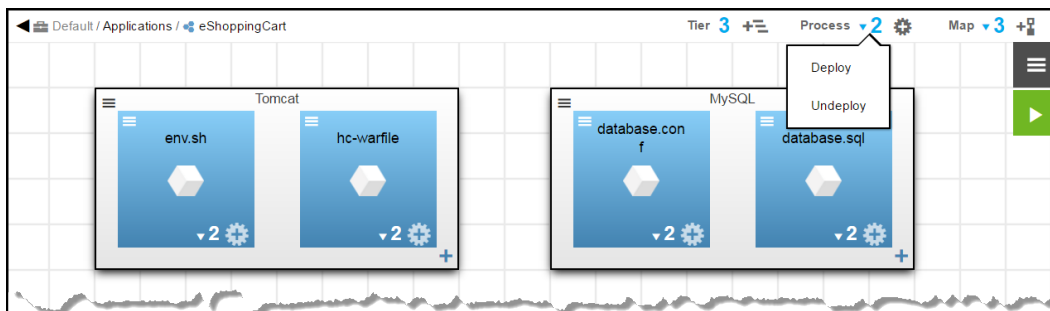 Default / Applications / eShoppingCart
Tier 3
Process 2
Map 3
Deploy
Undeploy
Tomcat
env.sh
2
hc-warfile
2
MySQL
database.con
f
2
database.sql
2